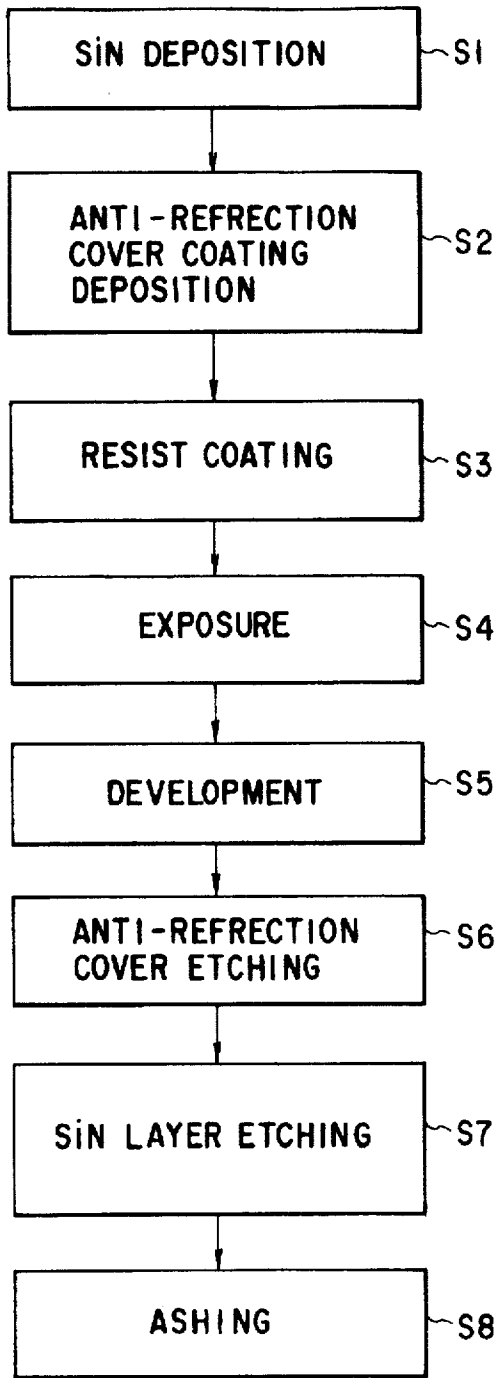 SiN DEPOSITION
S1
ANTI-REFRECTION
COVER COATING
DEPOSITION
S2
RESIST COATING
S3
EXPOSURE
S4
DEVELOPMENT
S5
ANTI-REFRECTION
COVER ETCHING
S6
SiN LAYER ETCHING
S7
ASHING
S8